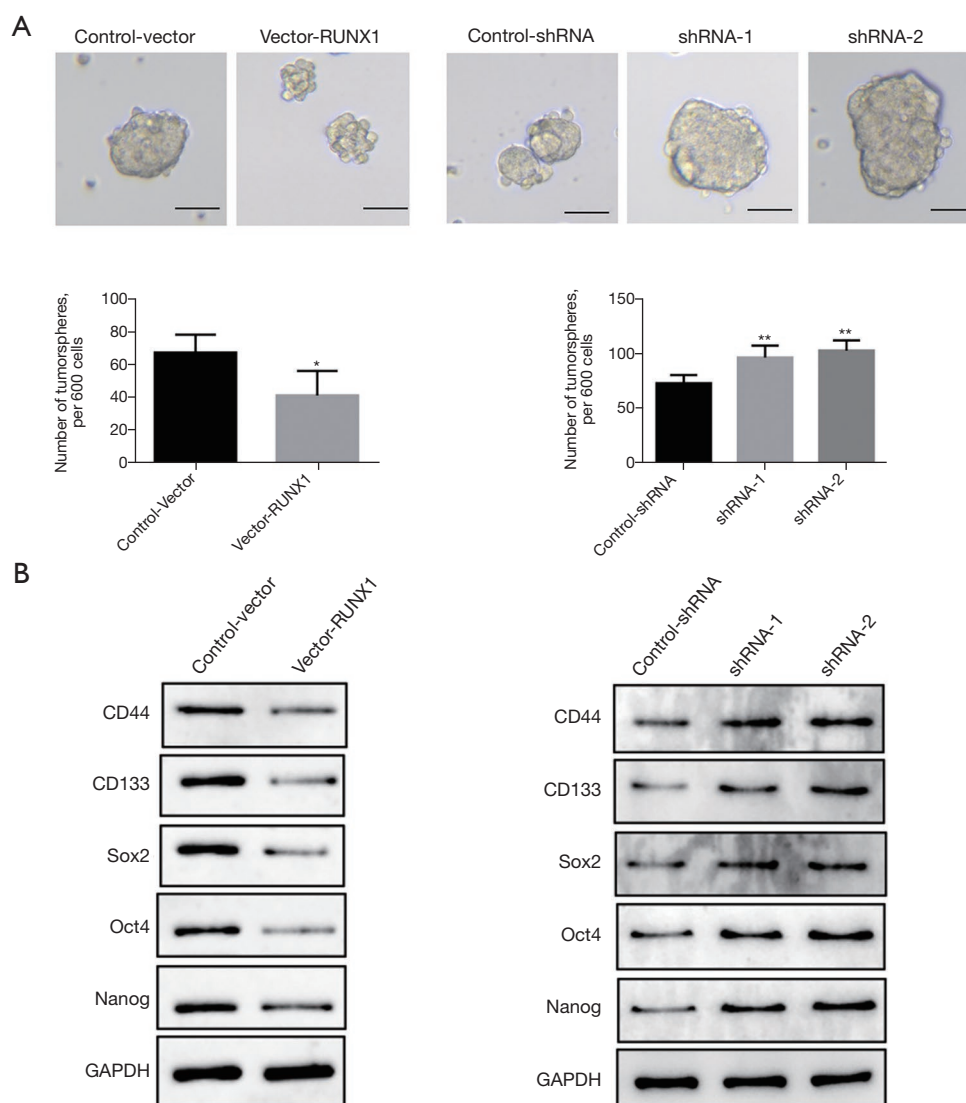 A
Control-vector Vector-RUNX1 Control-shRNA shRNA-1 shRNA-2
Number of tumorspheres,
per 600 cells
100
80
60
40
20
0
*
Control-Vector
Vector-RUNX1
Number of tumorspheres,
per 600 cells
150
100
50
0
**
**
Control-shRNA
shRNA-1
shRNA-2
B
Control-vector
Vector-RUNX1
CD44
CD133
Sox2
Oct4
Nanog
GAPDH
Control-shRNA
shRNA-1
shRNA-2
CD44
CD133
Sox2
Oct4
Nanog
GAPDH